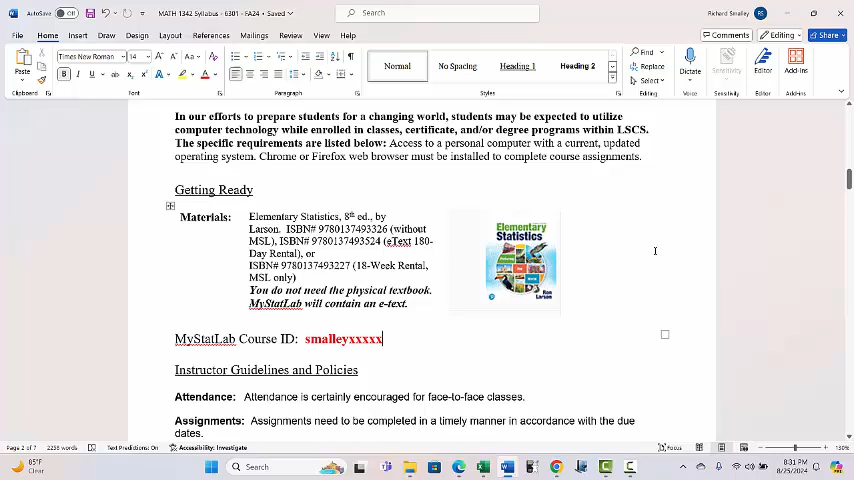 AutoSave Off MATH 1342 Syllabus - 6301 - FA24 • Saved Search Richard Smalley RS
File Home Insert Draw Design Layout References Mailings Review View Help Comments Editing Share
Times New Roman 14 A A Aa Normal No Spacing Heading 1 Heading 2 Find
Paste B I U ab x x A A Replace Dictate Sensitivity Editor Add-ins
Select
Clipboard Font Paragraph Styles Editing Voice Sensitivity Editor Add-ins
In our efforts to prepare students for a changing world, students may be expected to utilize
computer technology while enrolled in classes, certificate, and/or degree programs within LSCS.
The specific requirements are listed below: Access to a personal computer with a current, updated
operating system. Chrome or Firefox web browser must be installed to complete course assignments.
Getting Ready
Materials: Elementary Statistics, 8th ed., by
Larson. ISBN# 9780137493326 (without
MSL), ISBN# 9780137493524 (eText 180-
Day Rental), or
ISBN# 9780137493227 (18-Week Rental,
MSL only)
You do not need the physical textbook.
MyStatLab will contain an e-text.
Elementary
Statistics
Ron
Larson
MyStatLab Course ID: smalleyxxxxx
Instructor Guidelines and Policies
Attendance: Attendance is certainly encouraged for face-to-face classes.
Assignments: Assignments need to be completed in a timely manner in accordance with the due
dates.
Page 2 of 7 2256 words Text Predictions: On Accessibility: Investigate Focus 130%
85°F
Clear
Search
8:31 PM
8/25/2024